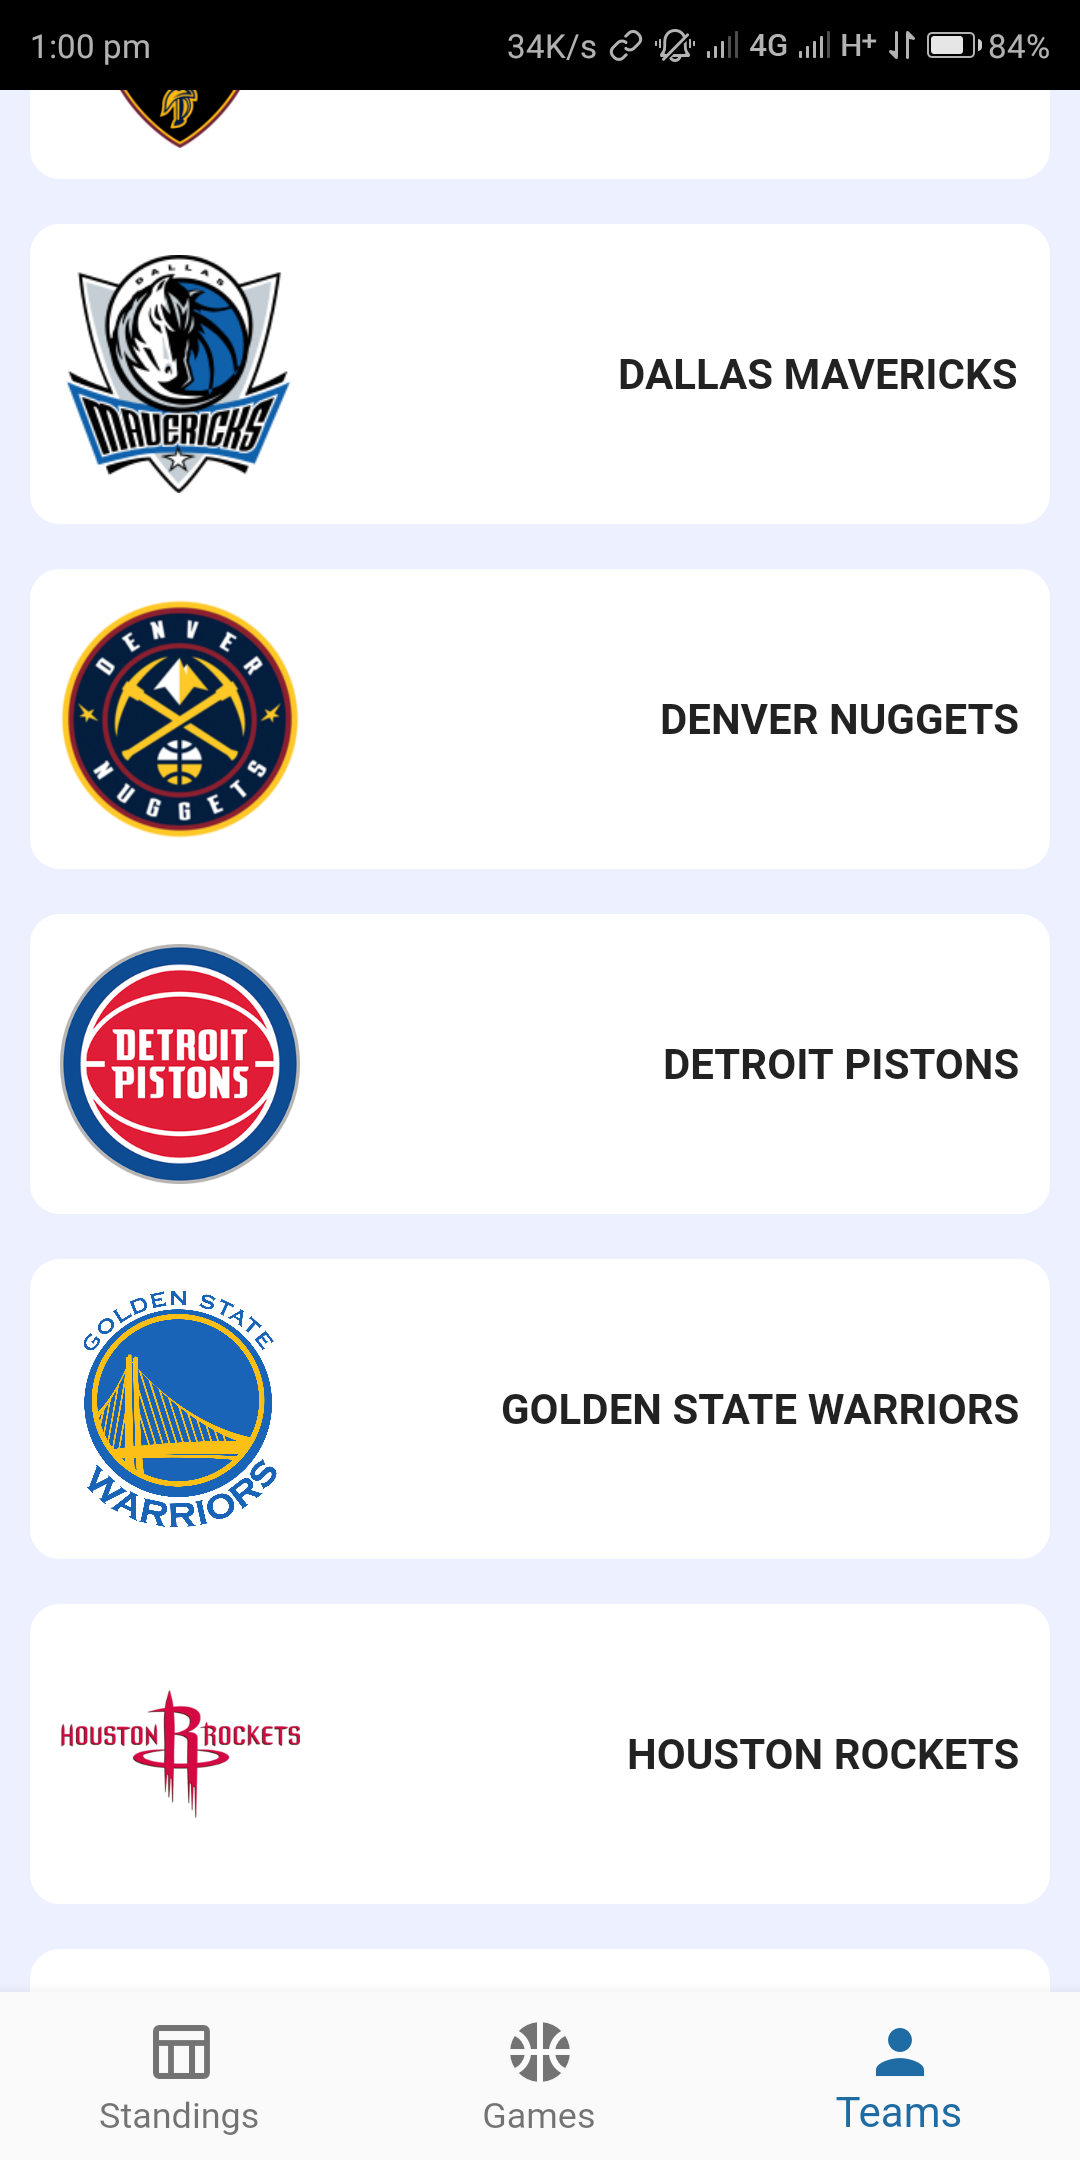 1:00 pm 34K/s 4G H+ 84%
DALLAS
MAVERICKS
DALLAS MAVERICKS
DENVER
NUGGETS
DENVER NUGGETS
DETROIT
PISTONS
DETROIT PISTONS
GOLDEN STATE
WARRIORS
GOLDEN STATE WARRIORS
HOUSTON R ROCKETS
HOUSTON ROCKETS
Standings Games Teams